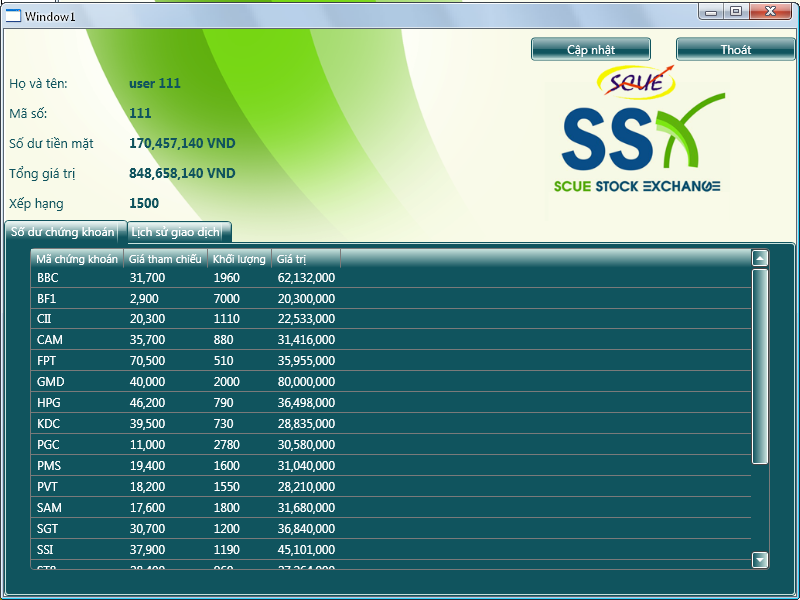 Window1
Cập nhật Thoát
SCUE
Họ và tên: user 111
Mã số: 111
Số dư tiền mặt 170,457,140 VND
Tổng giá trị 848,658,140 VND
Xếp hạng 1500
SSX
SCUE STOCK EXCHANGE
Số dư chứng khoán Lịch sử giao dịch
Mã chứng khoán Giá tham chiếu Khối lượng Giá trị
BBC 31,700 1960 62,132,000
BF1 2,900 7000 20,300,000
CII 20,300 1110 22,533,000
CAM 35,700 880 31,416,000
FPT 70,500 510 35,955,000
GMD 40,000 2000 80,000,000
HPG 46,200 790 36,498,000
KDC 39,500 730 28,835,000
PGC 11,000 2780 30,580,000
PMS 19,400 1600 31,040,000
PVT 18,200 1550 28,210,000
SAM 17,600 1800 31,680,000
SGT 30,700 1200 36,840,000
SSI 37,900 1190 45,101,000